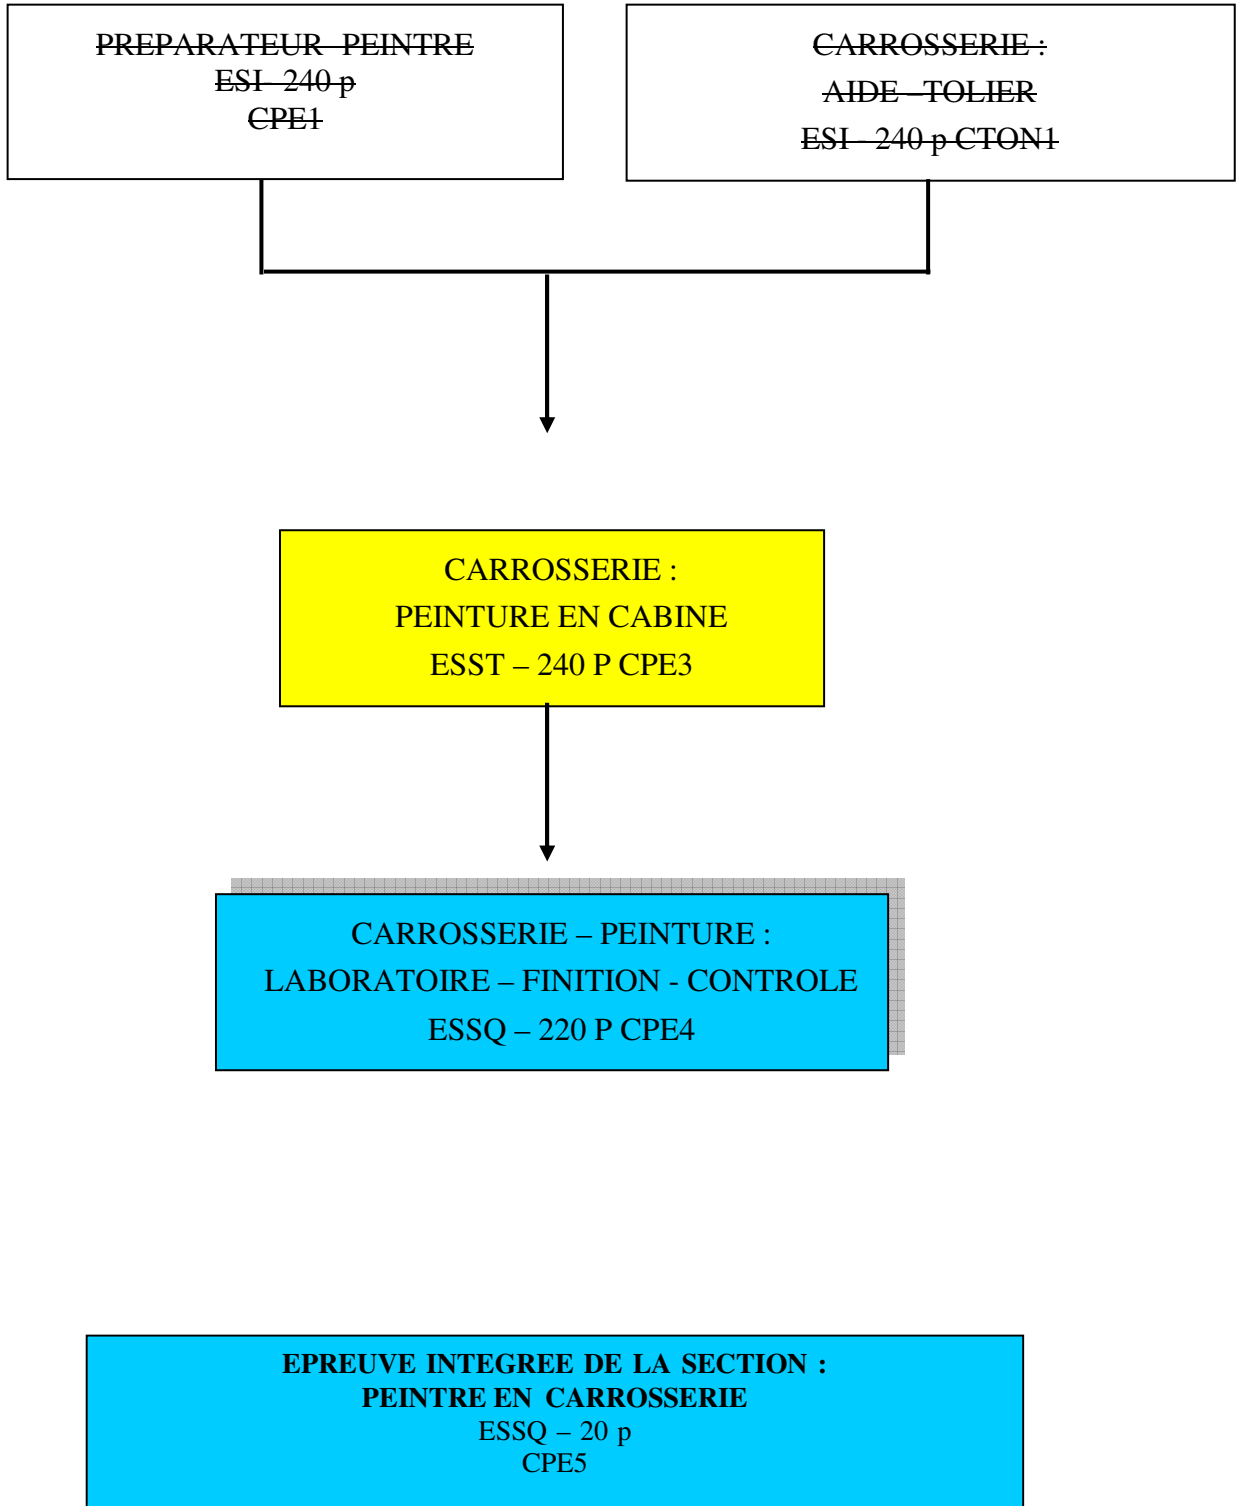 PREPARATEUR PEINTRE
ESI- 240 p
CPE1
CARROSSERIE :
AIDE –TOLIER
ESI - 240 p CTON1
CARROSSERIE :
PEINTURE EN CABINE
ESST – 240 P CPE3
CARROSSERIE – PEINTURE :
LABORATOIRE – FINITION - CONTROLE
ESSQ – 220 P CPE4
EPREUVE INTEGREE DE LA SECTION :
PEINTRE EN CARROSSERIE
ESSQ – 20 p
CPE5